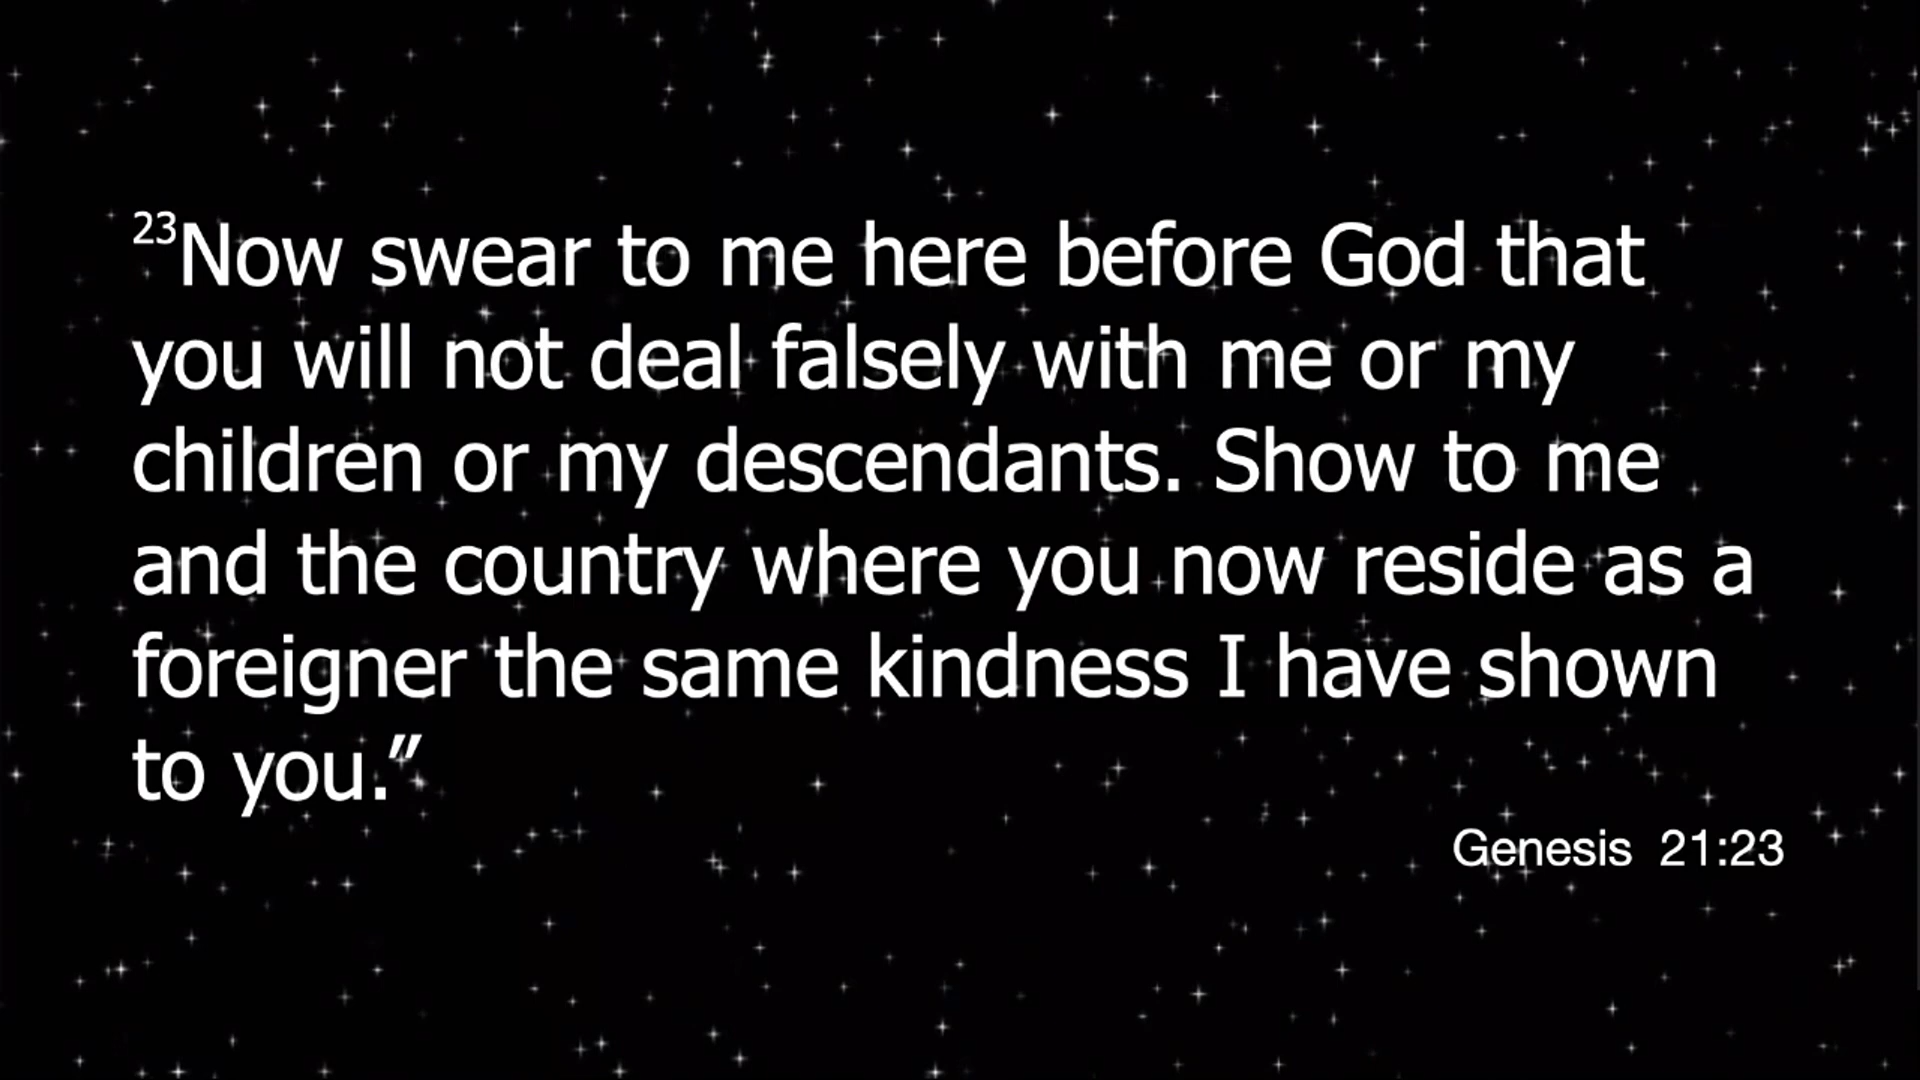 23Now swear to me here before God that
you will not deal falsely with me or my
children or my descendants. Show to me
and the country where you now reside as a
foreigner the same kindness I have shown
to you.”
Genesis 21:23